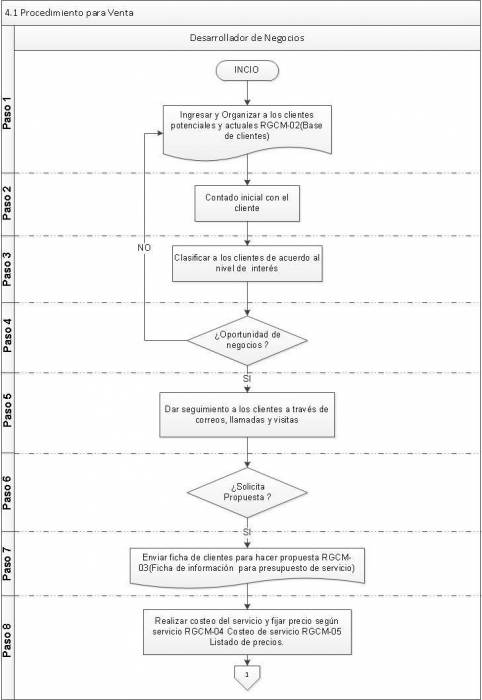 4.1 Procedimiento para Venta
Desarrollador de Negocios
Paso 1
INCIO
Ingresar y Organizar a los clientes
potenciales y actuales RGCM-02(Base
de clientes)
Paso 2
Contado inicial con el
cliente
NO
Paso 3
Clasificar a los clientes de acuerdo al
nivel de interés
Paso 4
¿Oportunidad de
negocios ?
SI
Paso 5
Dar seguimiento a los clientes a través de
correos, llamadas y visitas
Paso 6
¿Solicita
Propuesta ?
SI
Paso 7
Enviar ficha de clientes para hacer propuesta RGCM-
03(Ficha de información para presupuesto de servicio)
Paso 8
Realizar costeo del servicio y fijar precio según
servicio RGCM-04 Costeo de servicio RGCM-05
Listado de precios.
1